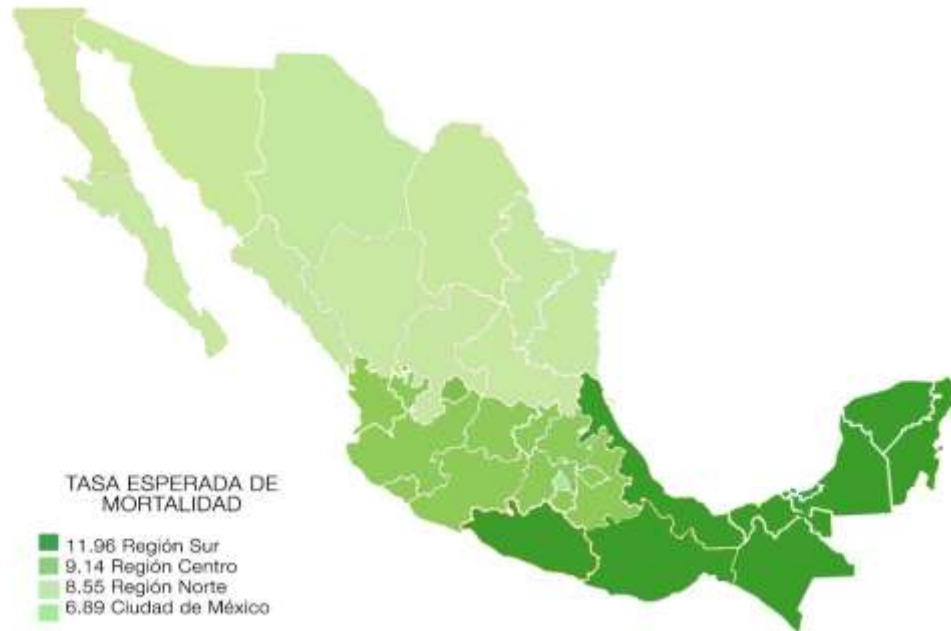 TASA ESPERADA DE
MORTALIDAD
11.96 Región Sur
9.14 Región Centro
8.55 Región Norte
6.89 Ciudad de México